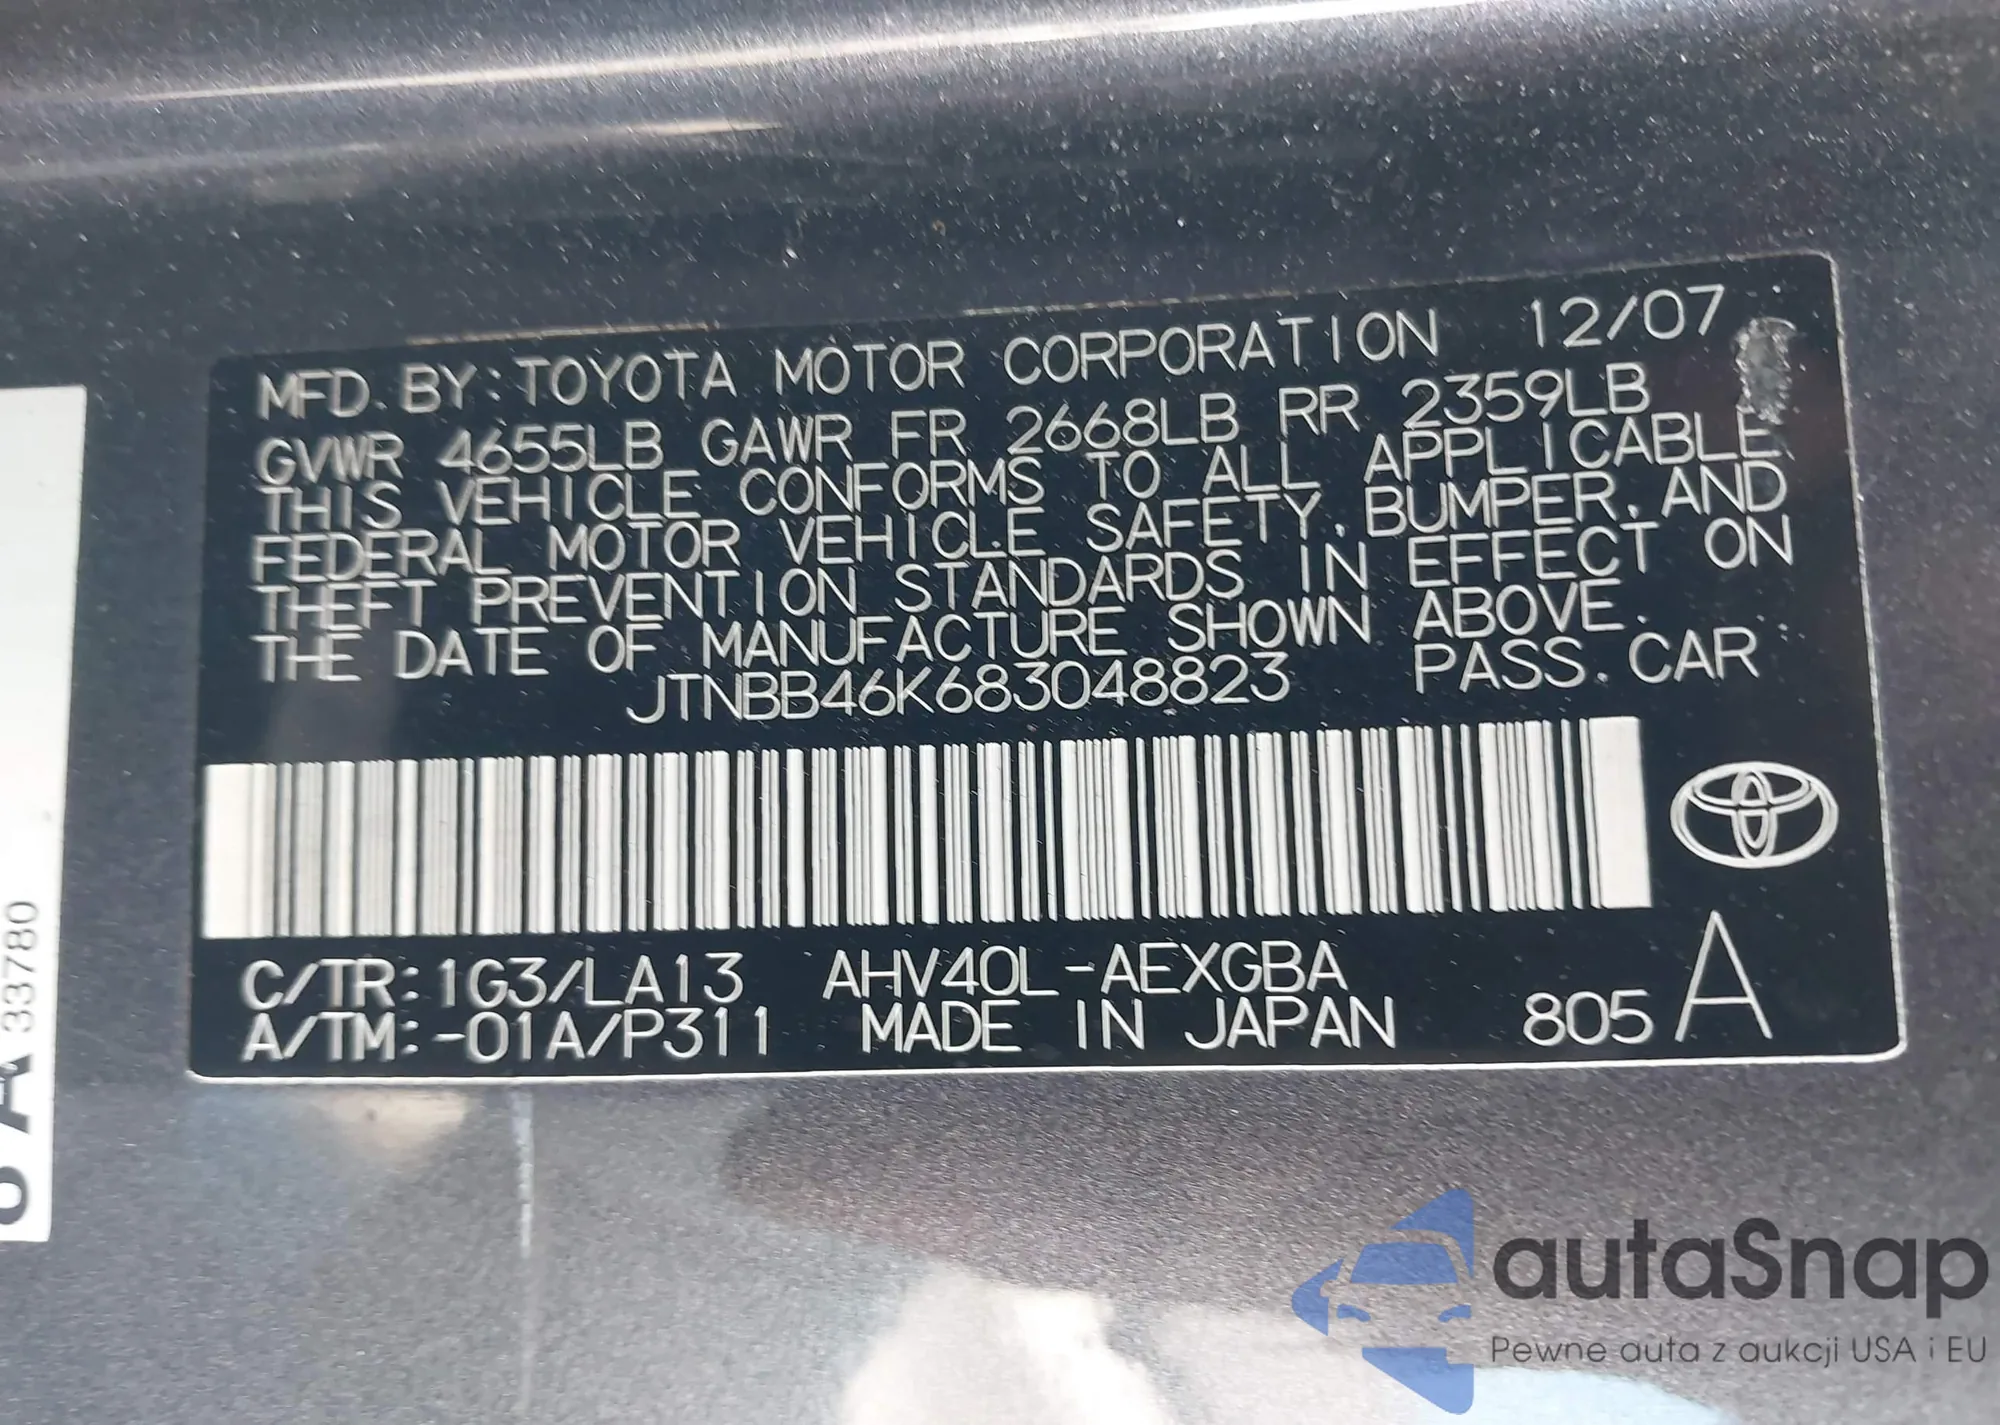 MFD. BY: TOYOTA MOTOR CORPORATION 12/07
GVWR 4655LB GAWR FR 2668LB RR 2359LB
THIS VEHICLE CONFORMS TO ALL APPLICABLE
FEDERAL MOTOR VEHICLE SAFETY, BUMPER, AND
THEFT PREVENTION STANDARDS IN EFFECT ON
THE DATE OF MANUFACTURE SHOWN ABOVE.
JTNBB46K683048823 PASS. CAR
C/TR: 1G3/LA13 AHV40L-AEXGBA
A/TM: -01A/P311 MADE IN JAPAN 805 A
A 33780
autaSnap
Pewne auta z aukcji USA i EU